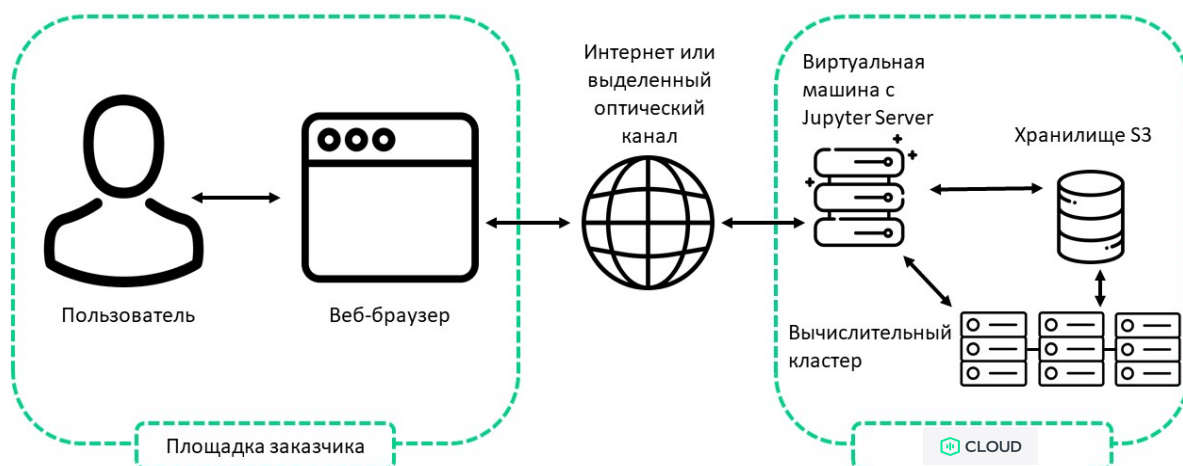 Пользователь
Веб-браузер
Площадка заказчика
Интернет или
выделенный
оптический
канал
Виртуальная
машина с
Jupyter Server
Хранилище S3
Вычислительный
кластер
CLOUD